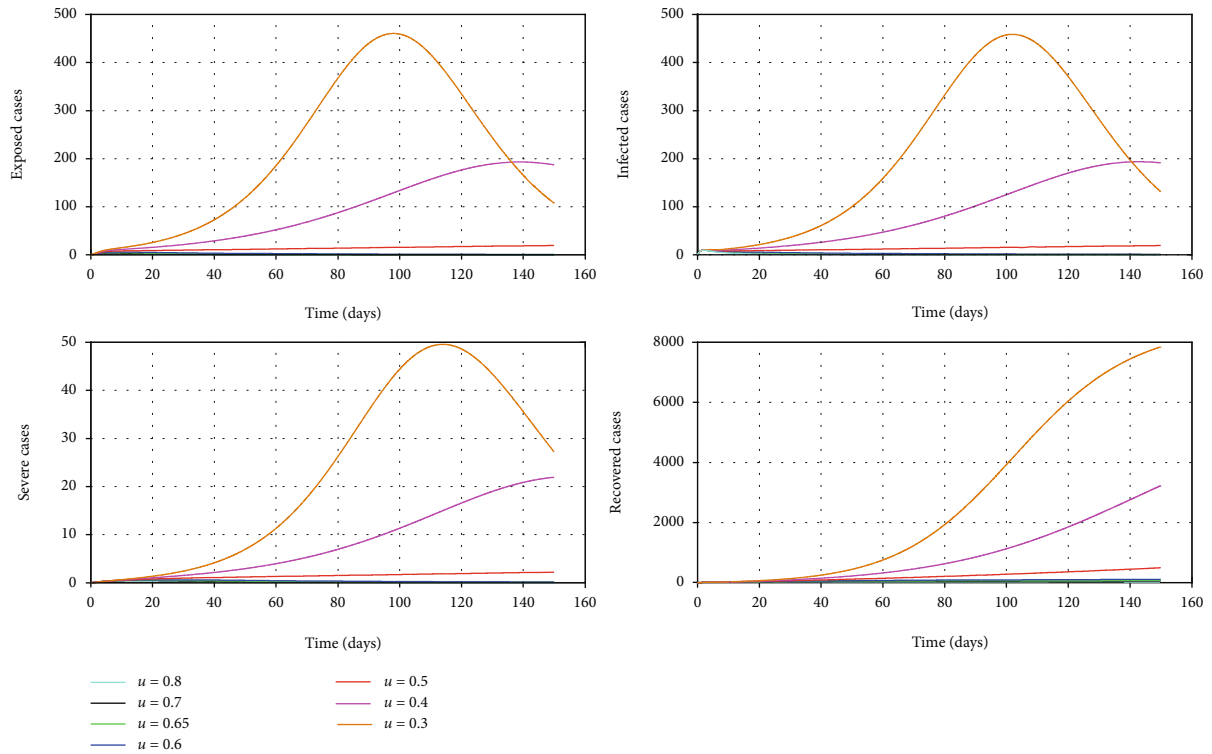 500
400
300
200
100
0
Exposed cases
0 20 40 60 80 100 120 140 160
Time (days)
500
400
300
200
100
0
Infected cases
0 20 40 60 80 100 120 140 160
Time (days)
50
40
30
20
10
0
Severe cases
0 20 40 60 80 100 120 140 160
Time (days)
8000
6000
4000
2000
0
Recovered cases
0 20 40 60 80 100 120 140 160
Time (days)
u = 0.8
u = 0.7
u = 0.65
u = 0.6
u = 0.5
u = 0.4
u = 0.3